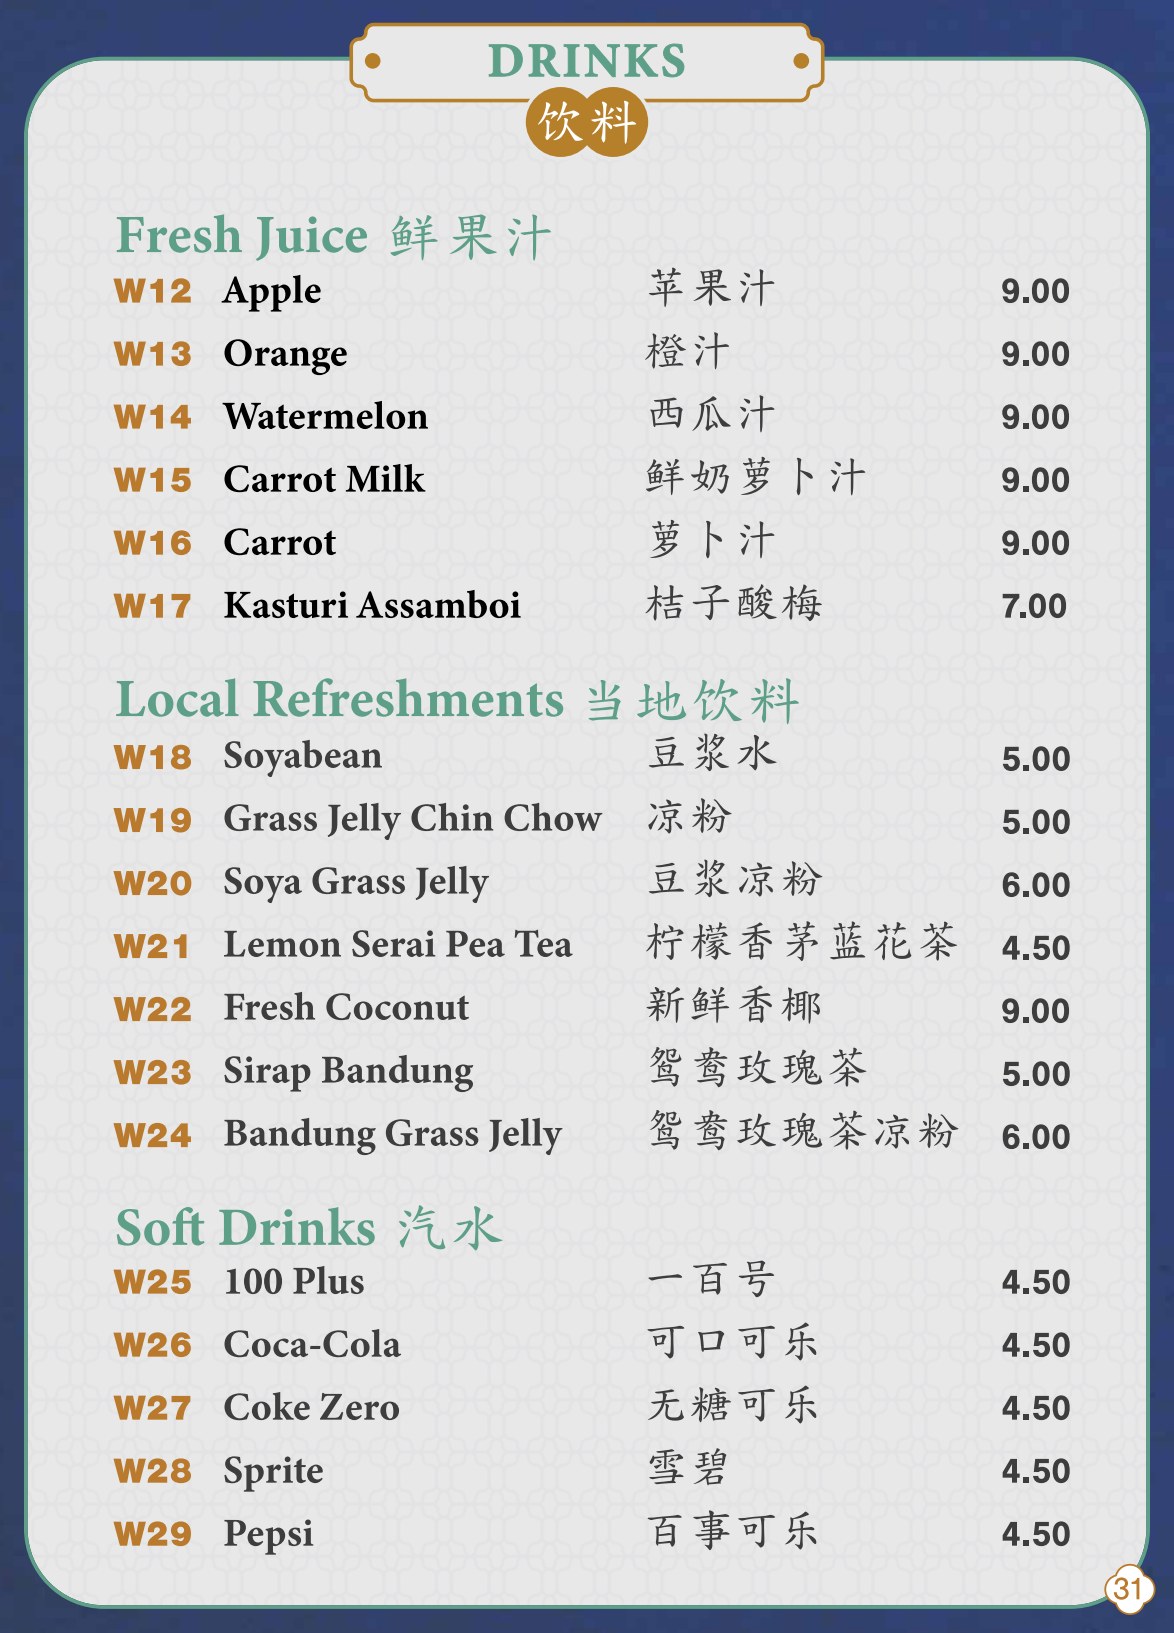 DRINKS
饮料
Fresh Juice 鲜果汁
W12 Apple 苹果汁 9.00
W13 Orange 橙汁 9.00
W14 Watermelon 西瓜汁 9.00
W15 Carrot Milk 鲜奶萝卜汁 9.00
W16 Carrot 萝卜汁 9.00
W17 Kasturi Assamboi 桔子酸梅 7.00
Local Refreshments 当地饮料
W18 Soyabean 豆浆水 5.00
W19 Grass Jelly Chin Chow 凉粉 5.00
W20 Soya Grass Jelly 豆浆凉粉 6.00
W21 Lemon Serai Pea Tea 柠檬香茅蓝花茶 4.50
W22 Fresh Coconut 新鲜香椰 9.00
W23 Sirap Bandung 鸳鸯玫瑰茶 5.00
W24 Bandung Grass Jelly 鸳鸯玫瑰茶凉粉 6.00
Soft Drinks 汽水
W25 100 Plus 一百号 4.50
W26 Coca-Cola 可口可乐 4.50
W27 Coke Zero 无糖可乐 4.50
W28 Sprite 雪碧 4.50
W29 Pepsi 百事可乐 4.50
31